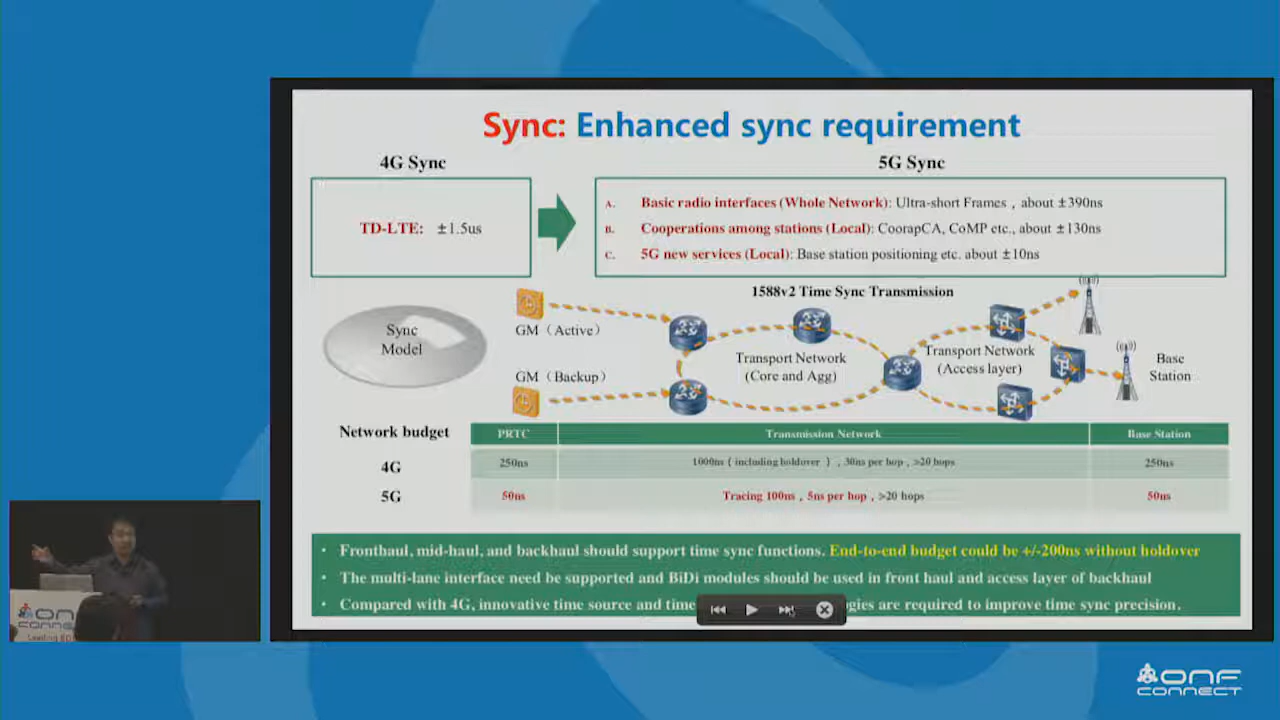 Sync: Enhanced sync requirement
4G Sync
5G Sync
TD-LTE: ±1.5us
A. Basic radio interfaces (Whole Network): Ultra-short Frames , about ±390ns
B. Cooperations among stations (Local): CoorapCA, CoMP etc., about ±130ns
C. 5G new services (Local): Base station positioning etc. about ±10ns
1588v2 Time Sync Transmission
Sync
Model
GM（Active）
GM（Backup）
Transport Network
(Core and Agg)
Transport Network
(Access layer)
Base
Station
Network budget
PRTC
Transmission Network
Base Station
4G
250ns
1000ns ( including holdover ) , 30ns per hop , >20 hops
250ns
5G
50ns
Tracing 100ns , 5ns per hop , >20 hops
50ns
• Fronthaul, mid-haul, and backhaul should support time sync functions. End-to-end budget could be +/-200ns without holdover
• The multi-lane interface need be supported and BiDi modules should be used in front haul and access layer of backhaul
• Compared with 4G, innovative time source and time gies are required to improve time sync precision.
ONF
CONNECT
ONF
CONNECT